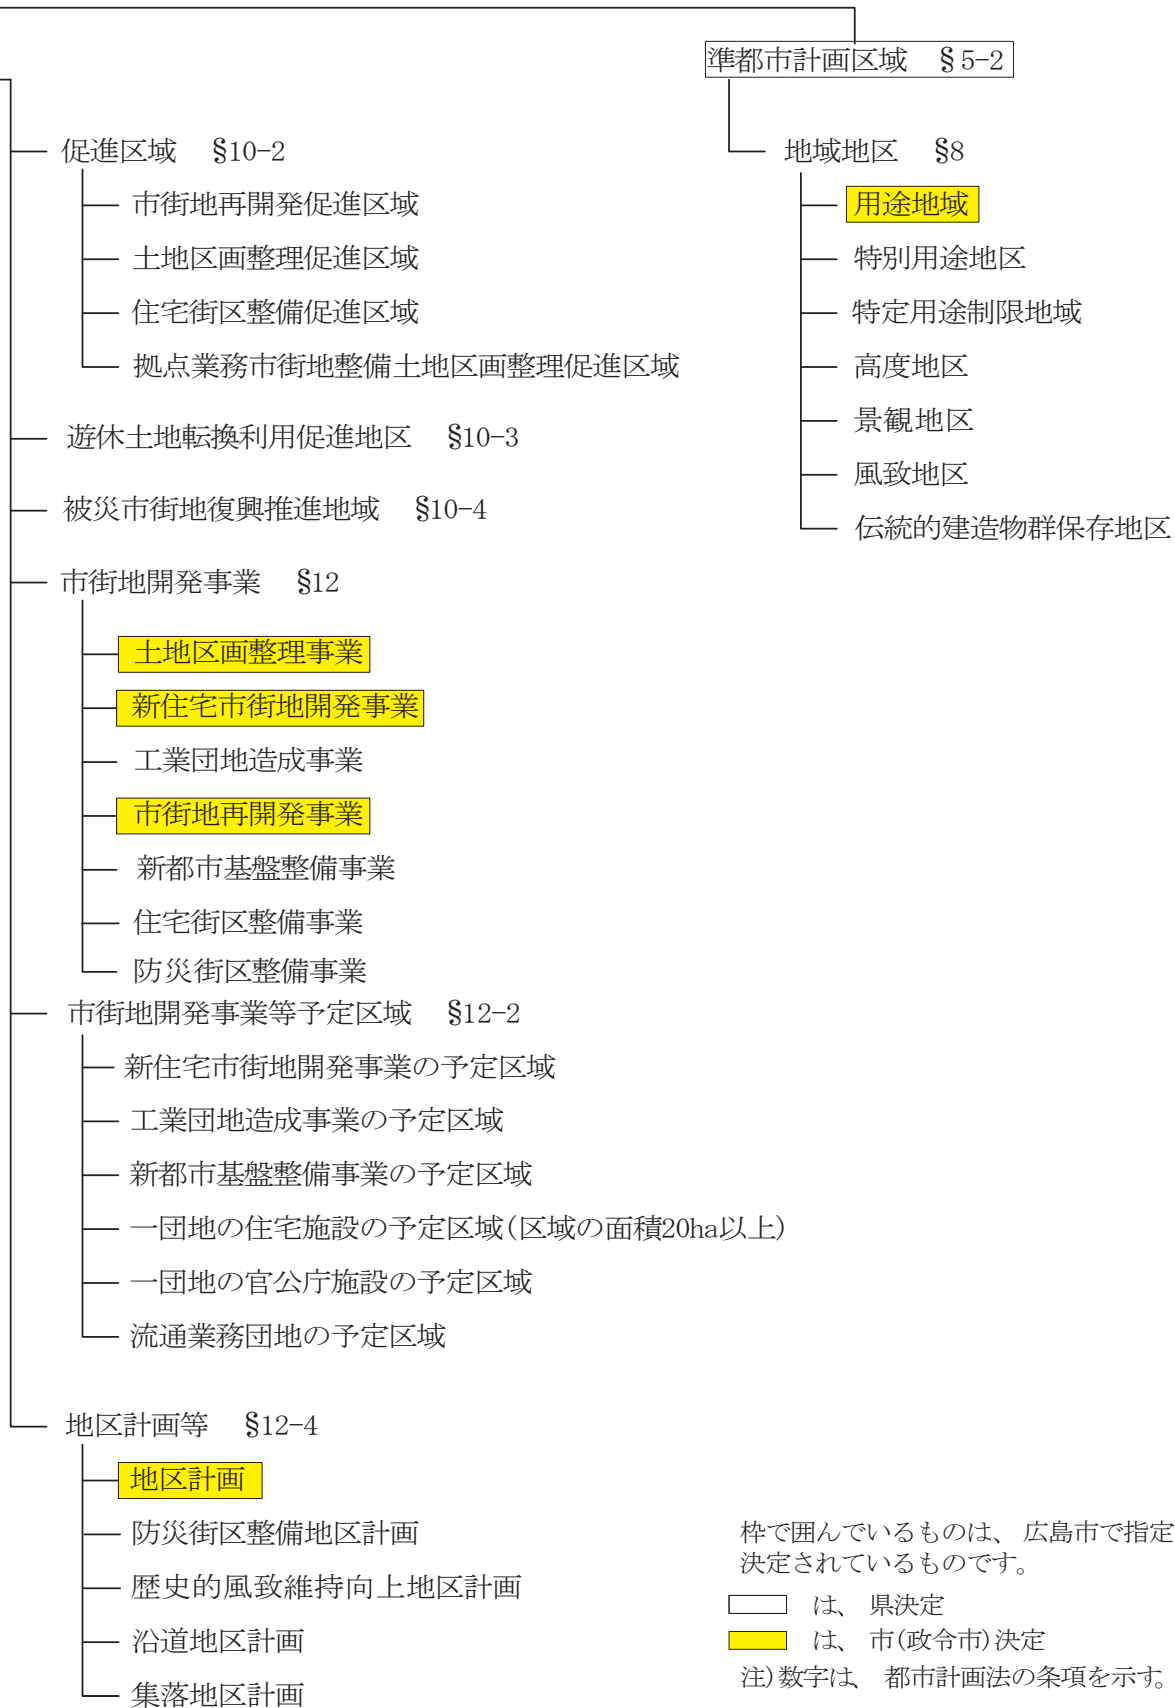 準都市計画区域 §5-2
促進区域 §10-2
市街地再開発促進区域
土地区画整理促進区域
住宅街区整備促進区域
拠点業務市街地整備土地区画整理促進区域
遊休土地転換利用促進地区 §10-3
被災市街地復興推進地域 §10-4
市街地開発事業 §12
土地区画整理事業
新住宅市街地開発事業
工業団地造成事業
市街地再開発事業
新都市基盤整備事業
住宅街区整備事業
防災街区整備事業
市街地開発事業等予定区域 §12-2
新住宅市街地開発事業の予定区域
工業団地造成事業の予定区域
新都市基盤整備事業の予定区域
一団地の住宅施設の予定区域(区域の面積20ha以上)
一団地の官公庁施設の予定区域
流通業務団地の予定区域
地区計画等 §12-4
地区計画
防災街区整備地区計画
歴史的風致維持向上地区計画
沿道地区計画
集落地区計画
地域地区 §8
用途地域
特別用途地区
特定用途制限地域
高度地区
景観地区
風致地区
伝統的建造物群保存地区
枠で囲んでいるものは、広島市で指定
決定されているものです。
は、県決定
は、市(政令市)決定
注)数字は、都市計画法の条項を示す。